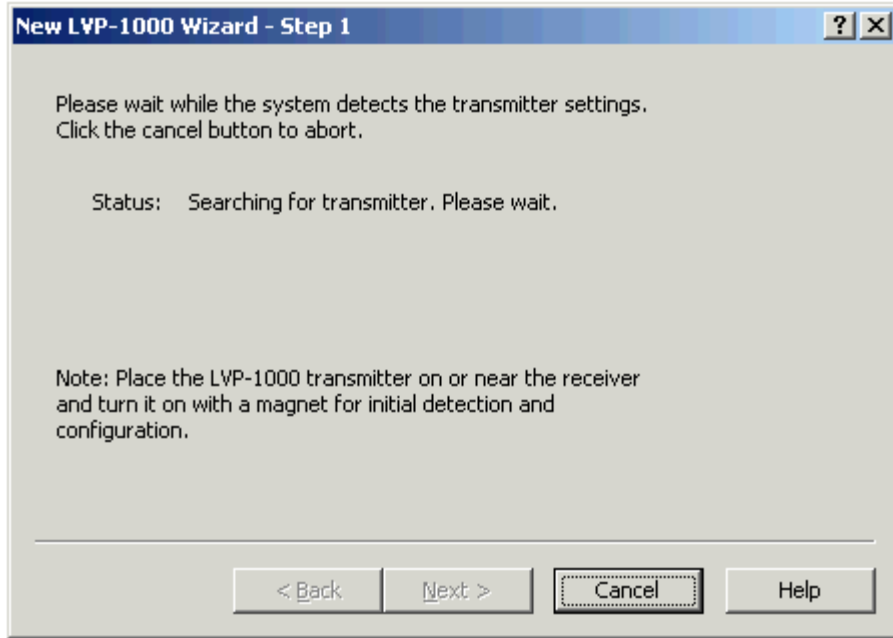 New LVP-1000 Wizard - Step 1
Please wait while the system detects the transmitter settings.
Click the cancel button to abort.
Status: Searching for transmitter. Please wait.
Note: Place the LVP-1000 transmitter on or near the receiver
and turn it on with a magnet for initial detection and
configuration.
< Back Next > Cancel Help